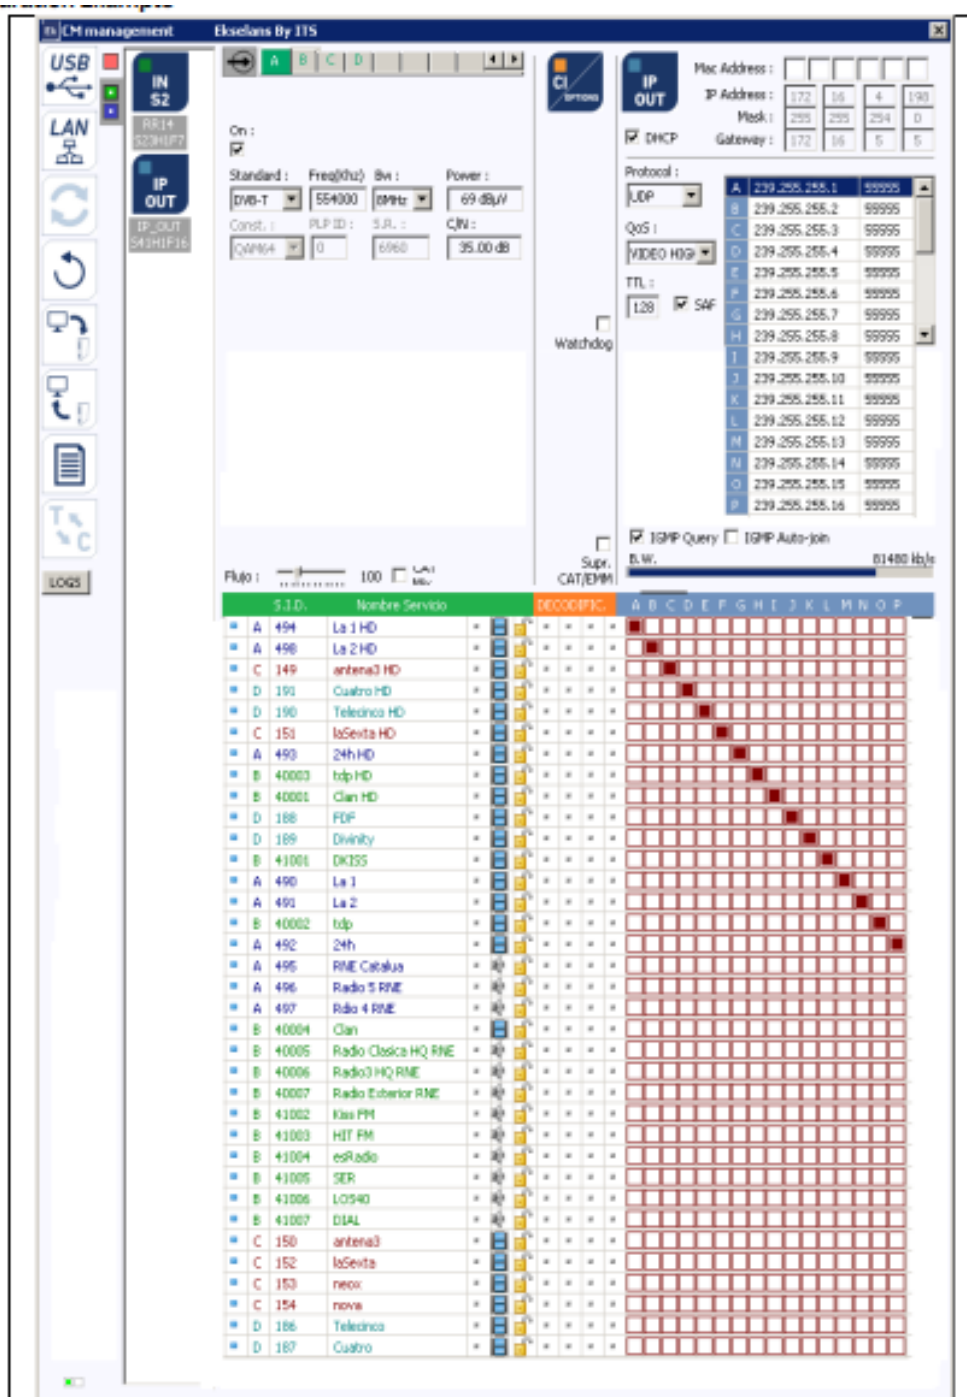 CM management Ekselans By ITS
USB
LAN
LOGS
IN
S2
RR14
S23H1F7
IP
OUT
IP_OUT
S41H1F16
A B C D
On :
Standard : Freq(Khz) Bw : Power :
DVB-T 554000 8MHz 69 dBµV
Const. : PLP ID : S.R. : C/N :
QAM64 0 6960 35.00 dB
Flujo : 100 CAT
CI
OPTIONS
Watchdog
Supr.
CAT/EMM
IP
OUT
DHCP
Mac Address :
IP Address : 172 16 4 198
Mask : 255 255 254 0
Gateway : 172 16 5 5
Protocol :
UDP
QoS :
VIDEO HIGH
TTL :
128 SAP
A 239.255.255.1 55555
B 239.255.255.2 55555
C 239.255.255.3 55555
D 239.255.255.4 55555
E 239.255.255.5 55555
F 239.255.255.6 55555
G 239.255.255.7 55555
H 239.255.255.8 55555
I 239.255.255.9 55555
J 239.255.255.10 55555
K 239.255.255.11 55555
L 239.255.255.12 55555
M 239.255.255.13 55555
N 239.255.255.14 55555
O 239.255.255.15 55555
P 239.255.255.16 55555
IGMP Query IGMP Auto-join
B.W. 81480 kb/s
S.I.D. Nombre Servicio DECODIFIC. A B C D E F G H I J K L M N O P
A 494 La 1 HD
A 498 La 2 HD
C 149 antena3 HD
D 191 Cuatro HD
D 190 Telecinco HD
C 151 laSexta HD
A 493 24h HD
B 40003 tdp HD
B 40001 Clan HD
D 188 FDF
D 189 Divinity
B 41001 DKISS
A 490 La 1
A 491 La 2
B 40002 tdp
A 492 24h
A 495 RNE Catalua
A 496 Radio 5 RNE
A 497 Rdio 4 RNE
B 40004 Clan
B 40005 Radio Clasica HQ RNE
B 40006 Radio3 HQ RNE
B 40007 Radio Exterior RNE
B 41002 Kiss FM
B 41003 HIT FM
B 41004 esRadio
B 41005 SER
B 41006 LOS40
B 41007 DIAL
C 150 antena3
C 152 laSexta
C 153 neox
C 154 nova
D 186 Telecinco
D 187 Cuatro